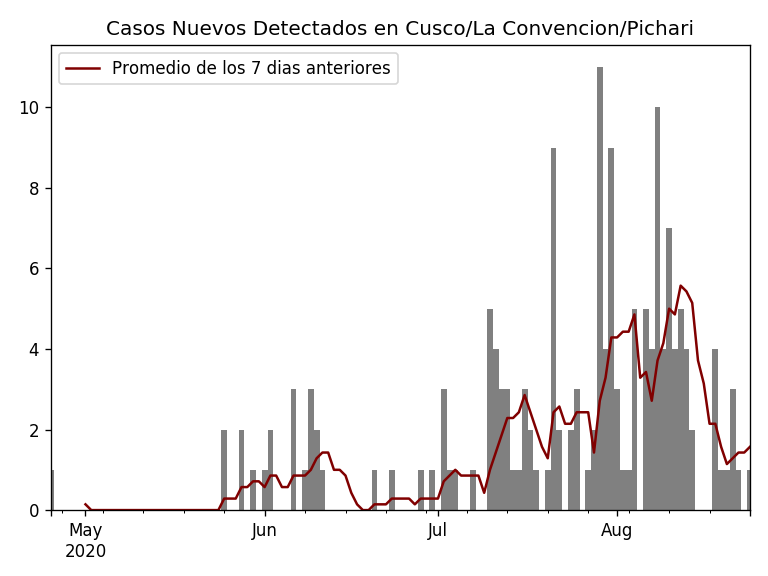 Casos Nuevos Detectados en Cusco/La Convencion/Pichari
Promedio de los 7 dias anteriores
10
8
6
4
2
0
May Jun Jul Aug
2020